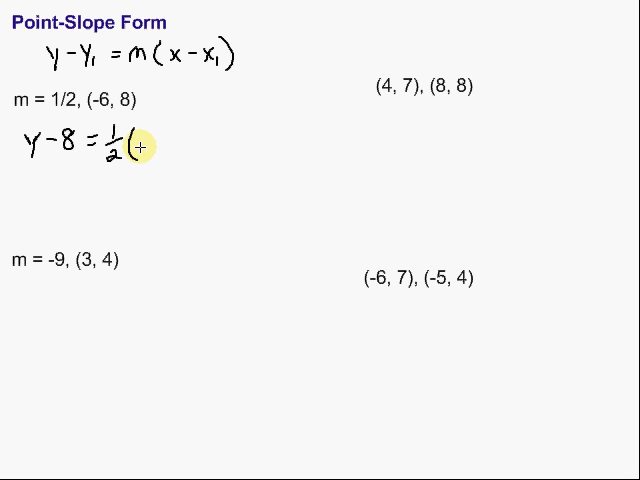 Point-Slope Form
y - y₁ = m(x - x₁)
m = 1/2, (-6, 8)
(4, 7), (8, 8)
y - 8 = 1/2 (
m = -9, (3, 4)
(-6, 7), (-5, 4)